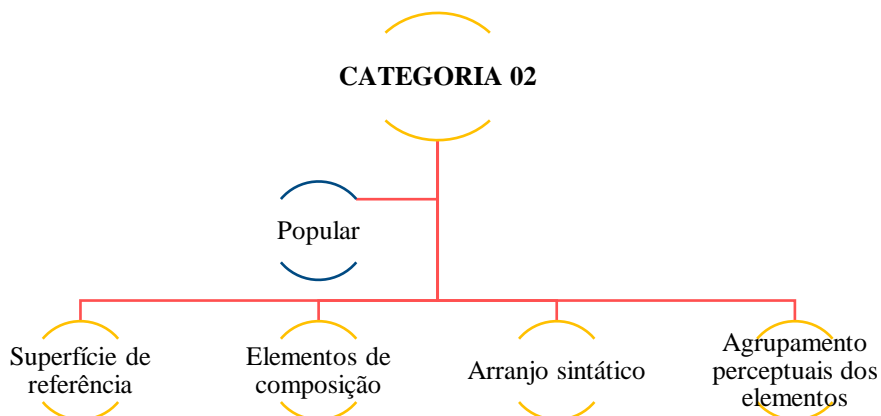 CATEGORIA 02
Popular
Superfície de
referência
Elementos de
composição
Arranjo sintático
Agrupamento
perceptuais dos
elementos